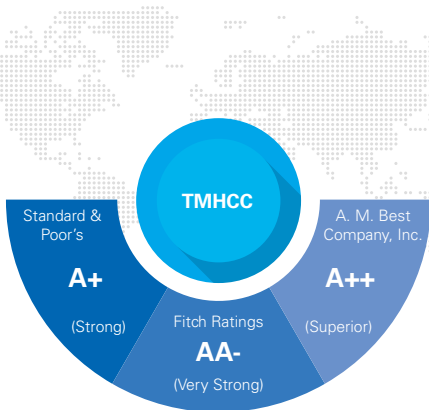 TMHCC
Standard &
Poor's
A+
(Strong)
Fitch Ratings
AA-
(Very Strong)
A. M. Best
Company, Inc.
A++
(Superior)